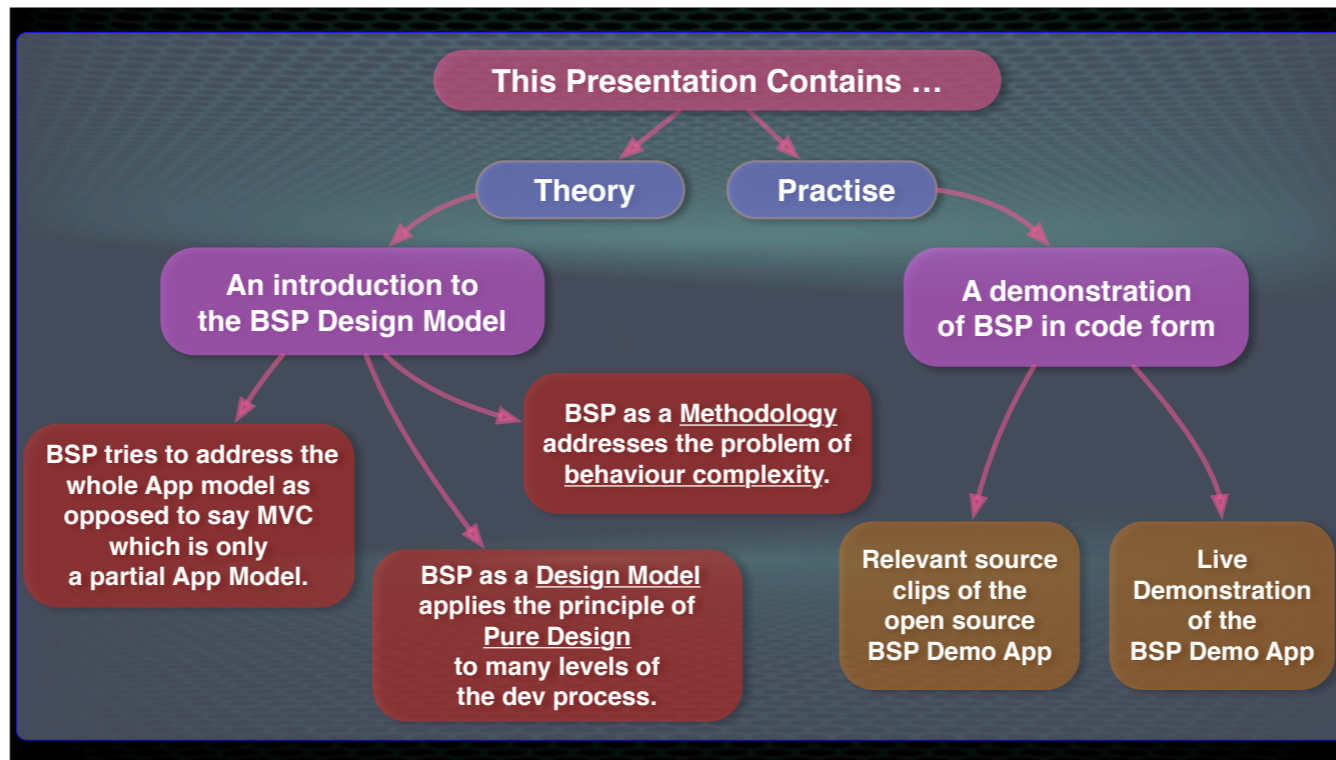 This Presentation Contains …
Theory
Practise
An introduction to
the BSP Design Model
A demonstration
of BSP in code form
BSP tries to address the
whole App model as
opposed to say MVC
which is only
a partial App Model.
BSP as a Methodology
addresses the problem of
behaviour complexity.
BSP as a Design Model
applies the principle of
Pure Design
to many levels of
the dev process.
Relevant source
clips of the
open source
BSP Demo App
Live
Demonstration
of the
BSP Demo App